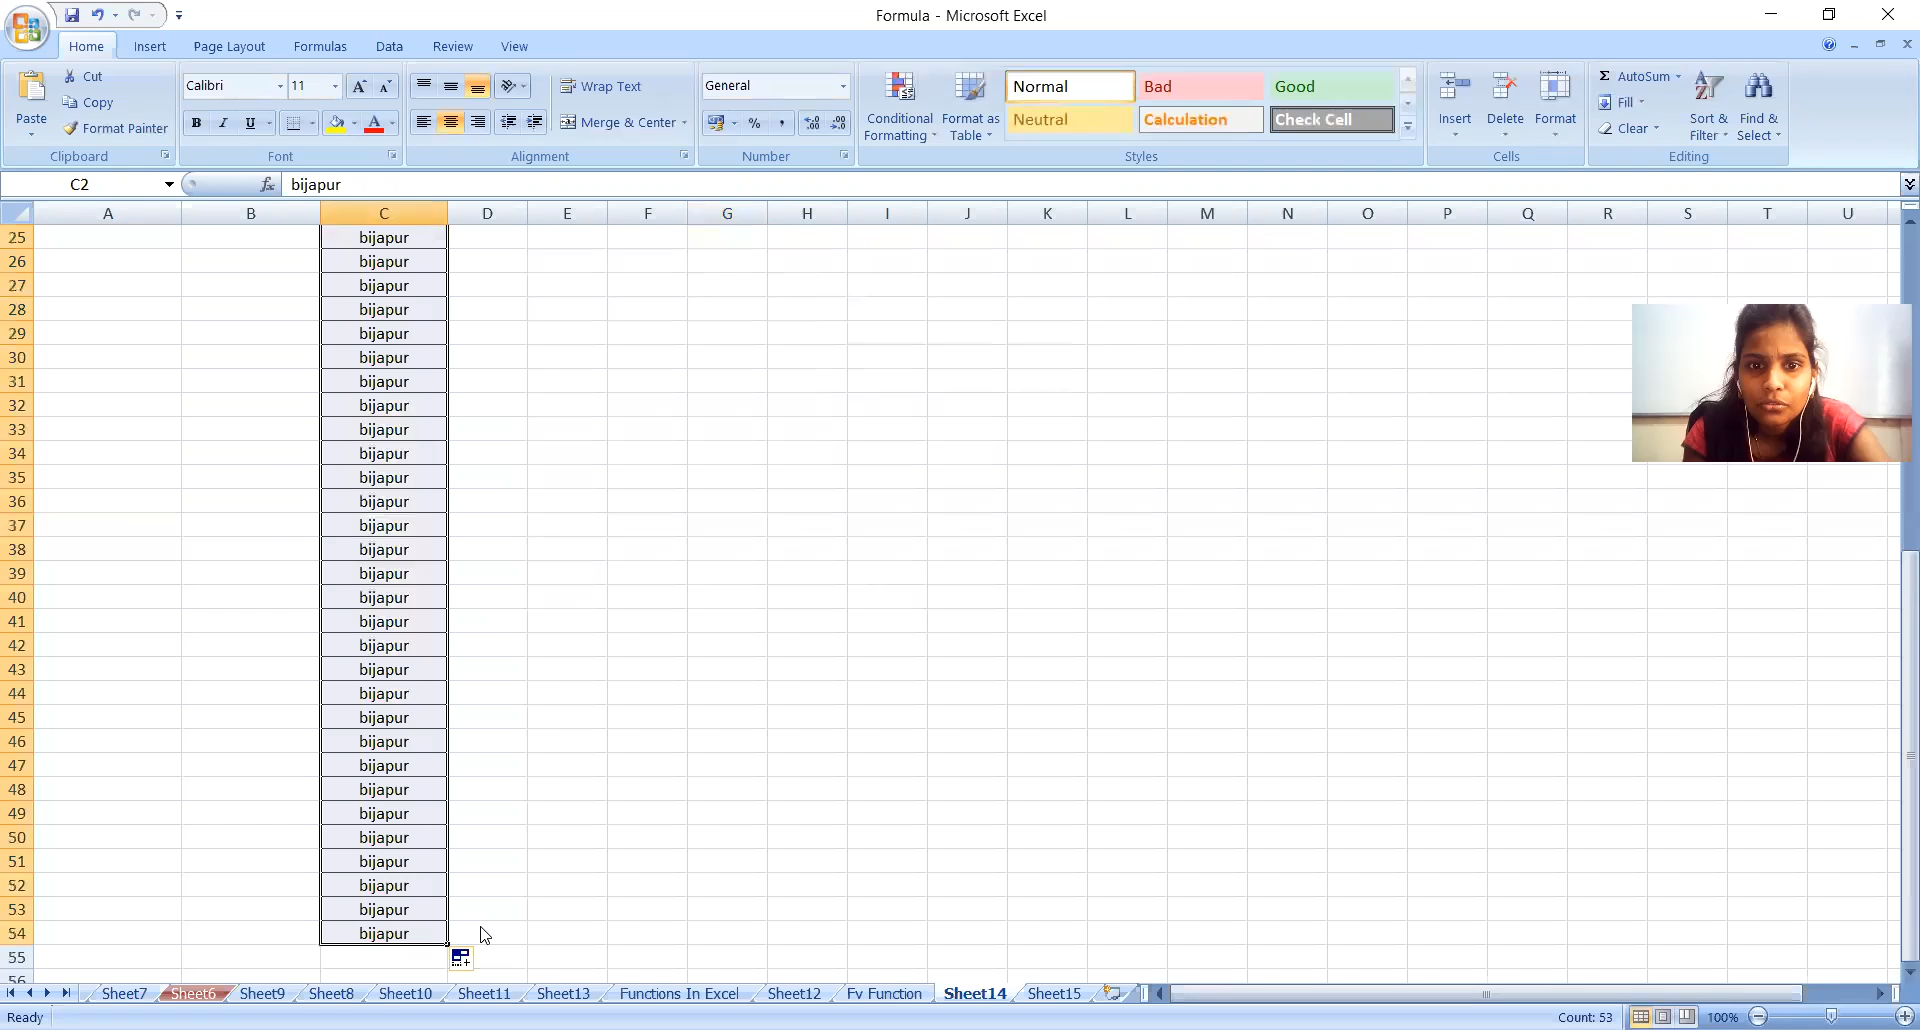 Formula - Microsoft Excel
Home Insert Page Layout Formulas Data Review View
Paste
Cut
Copy
Format Painter
Clipboard
Calibri 11
B I U
Font
Wrap Text
Merge & Center
Alignment
General
Number
Conditional Formatting
Format as Table
Normal Bad Good
Neutral Calculation Check Cell
Styles
Insert Delete Format
Cells
AutoSum
Fill
Clear
Sort & Filter
Find & Select
Editing
C2 fx bijapur
A B C D E F G H I J K L M N O P Q R S T U
25 bijapur
26 bijapur
27 bijapur
28 bijapur
29 bijapur
30 bijapur
31 bijapur
32 bijapur
33 bijapur
34 bijapur
35 bijapur
36 bijapur
37 bijapur
38 bijapur
39 bijapur
40 bijapur
41 bijapur
42 bijapur
43 bijapur
44 bijapur
45 bijapur
46 bijapur
47 bijapur
48 bijapur
49 bijapur
50 bijapur
51 bijapur
52 bijapur
53 bijapur
54 bijapur
55
56
Sheet7 Sheet6 Sheet9 Sheet8 Sheet10 Sheet11 Sheet13 Functions In Excel Sheet12 Fv Function Sheet14 Sheet15
Ready Count: 53 100%